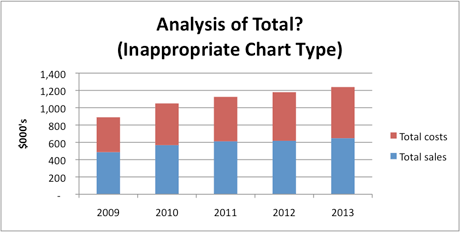 Analysis of Total?
(Inappropriate Chart Type)
1,400
1,200
1,000
800
600
400
200
-
$000's
2009 2010 2011 2012 2013
Total costs
Total sales